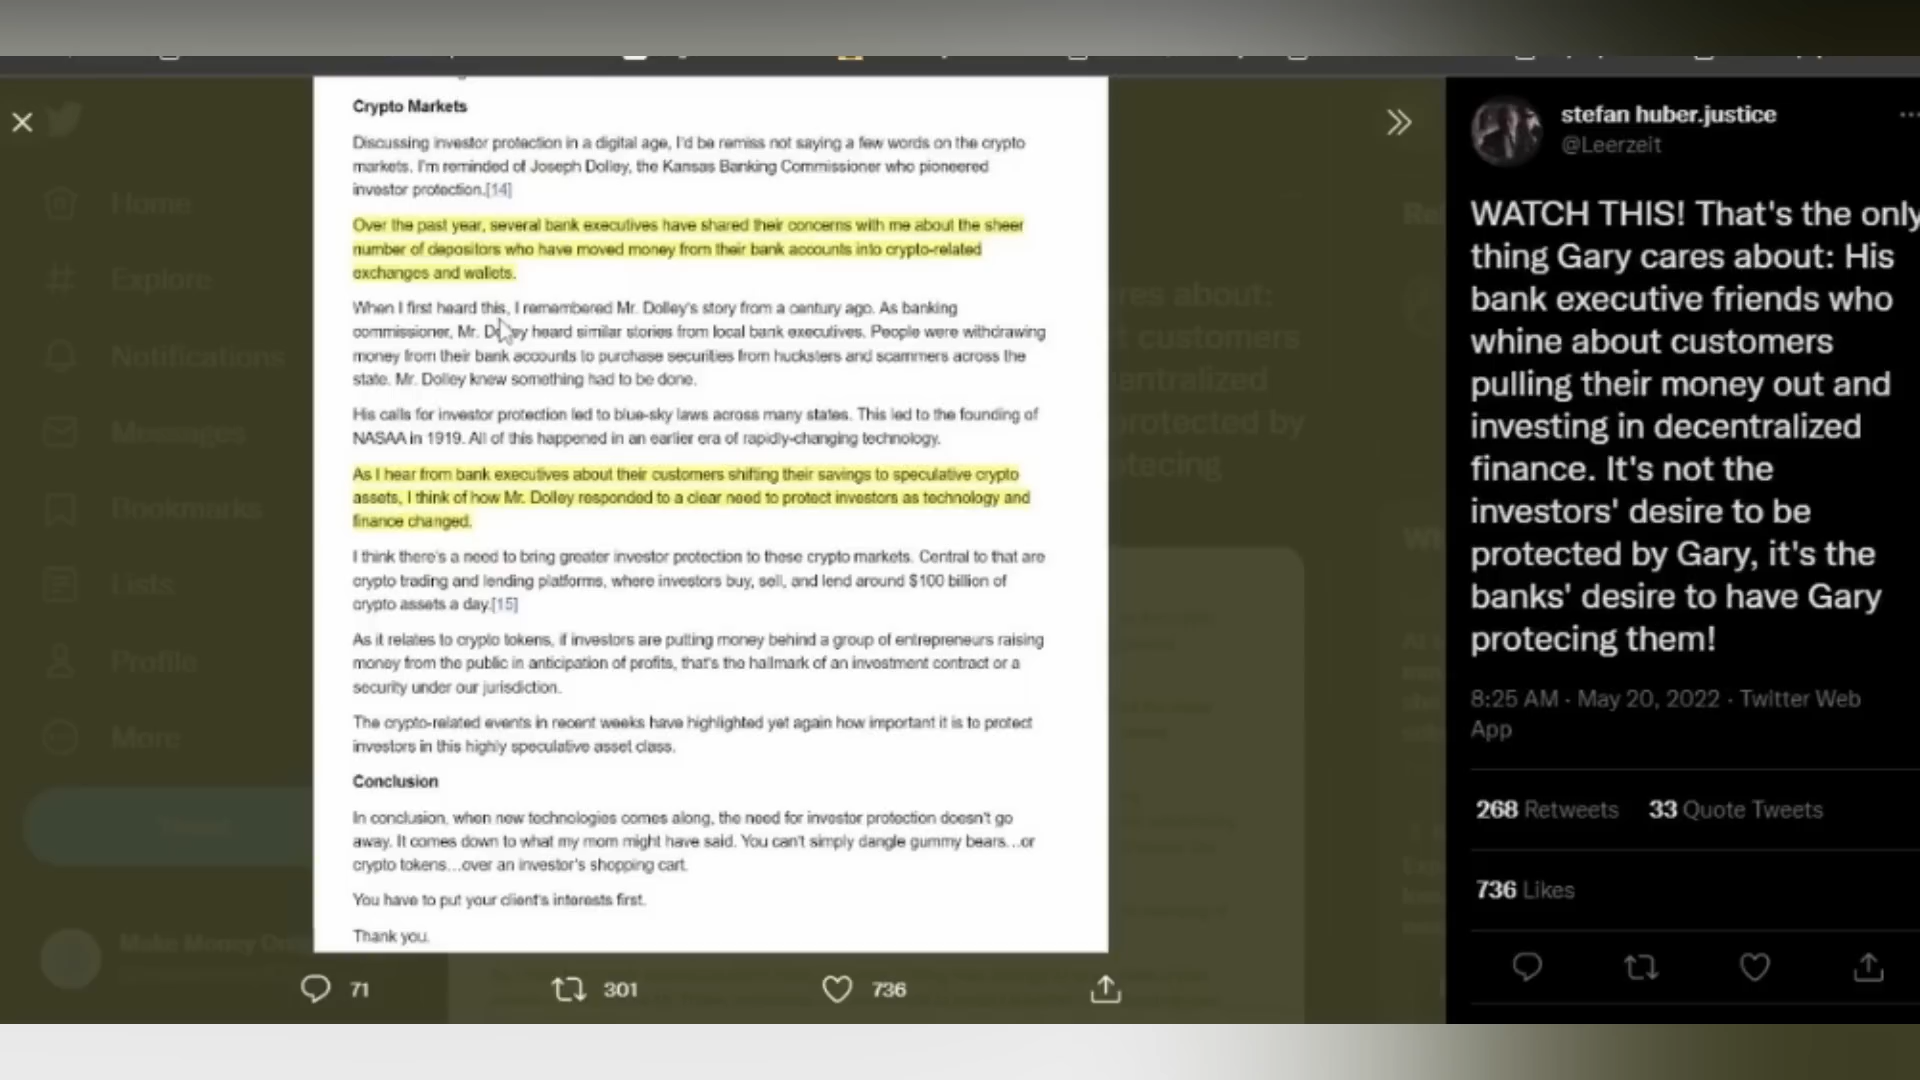 Crypto Markets
Discussing investor protection in a digital age, I'd be remiss not saying a few words on the crypto
markets. I'm reminded of Joseph Dolley, the Kansas Banking Commissioner who pioneered
investor protection.[14]
Over the past year, several bank executives have shared their concerns with me about the sheer
number of depositors who have moved money from their bank accounts into crypto-related
exchanges and wallets.
When I first heard this, I remembered Mr. Dolley's story from a century ago. As banking
commissioner, Mr. Dolley heard similar stories from local bank executives. People were withdrawing
money from their bank accounts to purchase securities from hucksters and scammers across the
state. Mr. Dolley knew something had to be done.
His calls for investor protection led to blue-sky laws across many states. This led to the founding of
NASAA in 1919. All of this happened in an earlier era of rapidly-changing technology.
As I hear from bank executives about their customers shifting their savings to speculative crypto
assets, I think of how Mr. Dolley responded to a clear need to protect investors as technology and
finance changed.
I think there's a need to bring greater investor protection to these crypto markets. Central to that are
crypto trading and lending platforms, where investors buy, sell, and lend around $100 billion of
crypto assets a day.[15]
As it relates to crypto tokens, if investors are putting money behind a group of entrepreneurs raising
money from the public in anticipation of profits, that's the hallmark of an investment contract or a
security under our jurisdiction.
The crypto-related events in recent weeks have highlighted yet again how important it is to protect
investors in this highly speculative asset class.
Conclusion
In conclusion, when new technologies comes along, the need for investor protection doesn't go
away. It comes down to what my mom might have said. You can't simply dangle gummy bears...or
crypto tokens...over an investor's shopping cart.
You have to put your client's interests first.
Thank you.
71
301
736
stefan huber.justice
@Leerzeit
WATCH THIS! That's the only
thing Gary cares about: His
bank executive friends who
whine about customers
pulling their money out and
investing in decentralized
finance. It's not the
investors' desire to be
protected by Gary, it's the
banks' desire to have Gary
protecing them!
8:25 AM · May 20, 2022 · Twitter Web
App
268 Retweets 33 Quote Tweets
736 Likes
Home
Explore
Notifications
Messages
Bookmarks
Lists
Profile
More
Make Money On
res about:
t customers
entralized
protected by
tecing